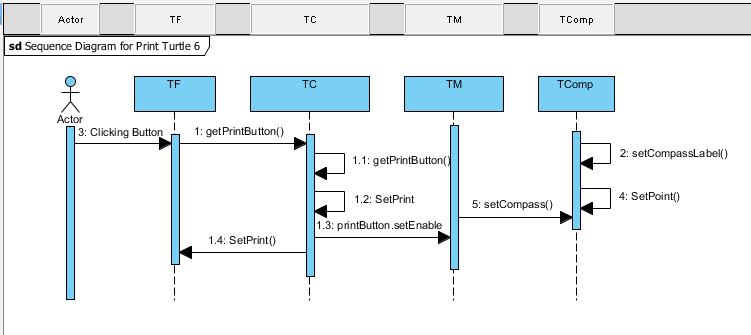 Actor TF TC TM TComp
sd Sequence Diagram for Print Turtle 6
TF TC TM TComp
Actor
3: Clicking Button 1: getPrintButton()
1.1: getPrintButton() 2: setCompassLabel()
1.2: SetPrint 4: SetPoint()
5: setCompass()
1.3: printButton.setEnable
1.4: SetPrint()